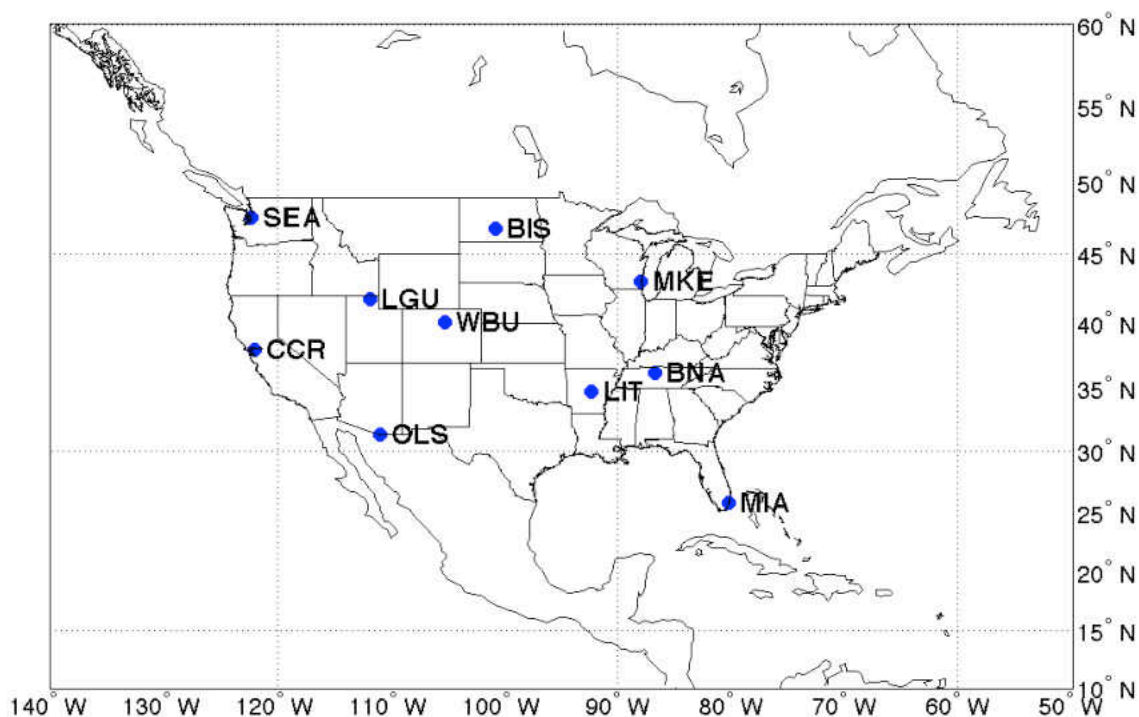 60° N
55° N
50° N
SEA
BIS
45° N
MKE
LGU
WBU
40° N
CCR
BNA
LIT
35° N
OLS
30° N
MIA
25° N
20° N
15° N
10° N
140° W 130° W 120° W 110° W 100° W 90° W 80° W 70° W 60° W 50° W